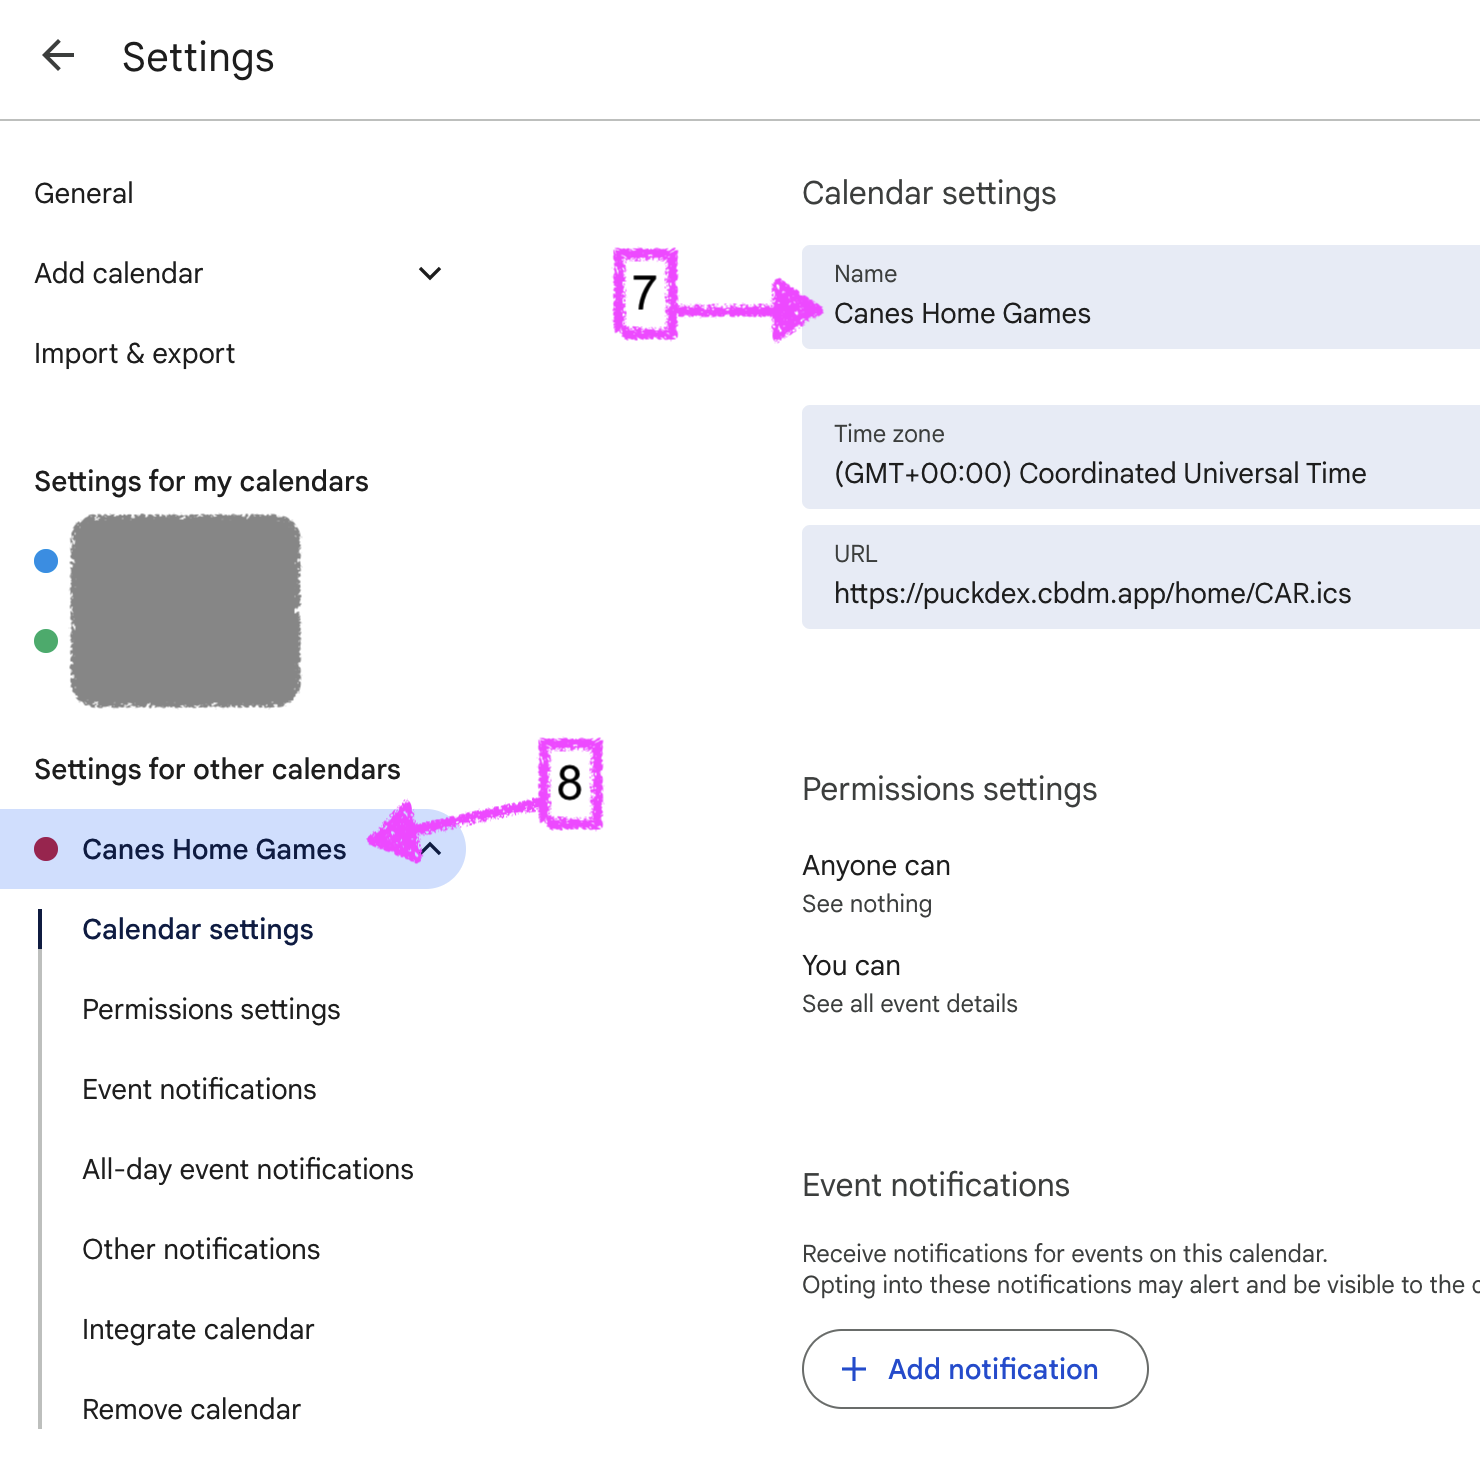 Settings
General
Add calendar
Import & export
Settings for my calendars
Settings for other calendars
Canes Home Games
Calendar settings
Permissions settings
Event notifications
All-day event notifications
Other notifications
Integrate calendar
Remove calendar
7
8
Calendar settings
Name
Canes Home Games
Time zone
(GMT+00:00) Coordinated Universal Time
URL
https://puckdex.cbdm.app/home/CAR.ics
Permissions settings
Anyone can
See nothing
You can
See all event details
Event notifications
Receive notifications for events on this calendar.
Opting into these notifications may alert and be visible to the
+ Add notification